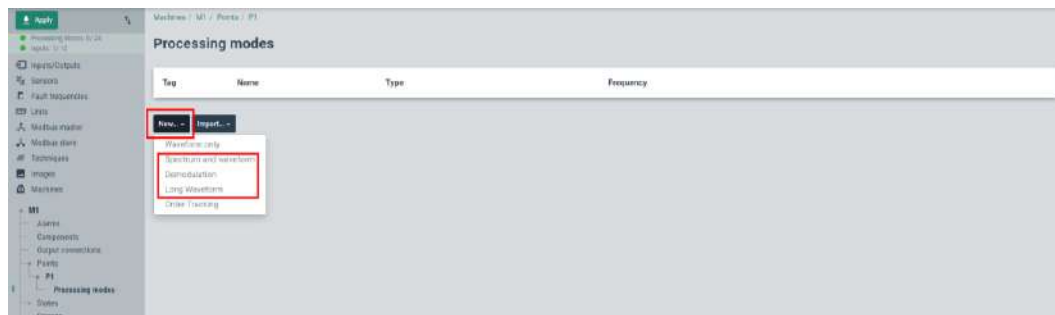 Apply
Machines / M1 / Points / P1
Processing modes
Inputs/Outputs
Sensors
Fault frequencies
Units
Modbus master
Modbus slave
Techniques
Images
Machines
M1
Alarms
Components
Output connections
Points
P1
Processing modes
States
Tag Name Type Frequency
New... Import...
Waveform only
Spectrum and waveform
Demodulation
Long Waveform
Order Tracking